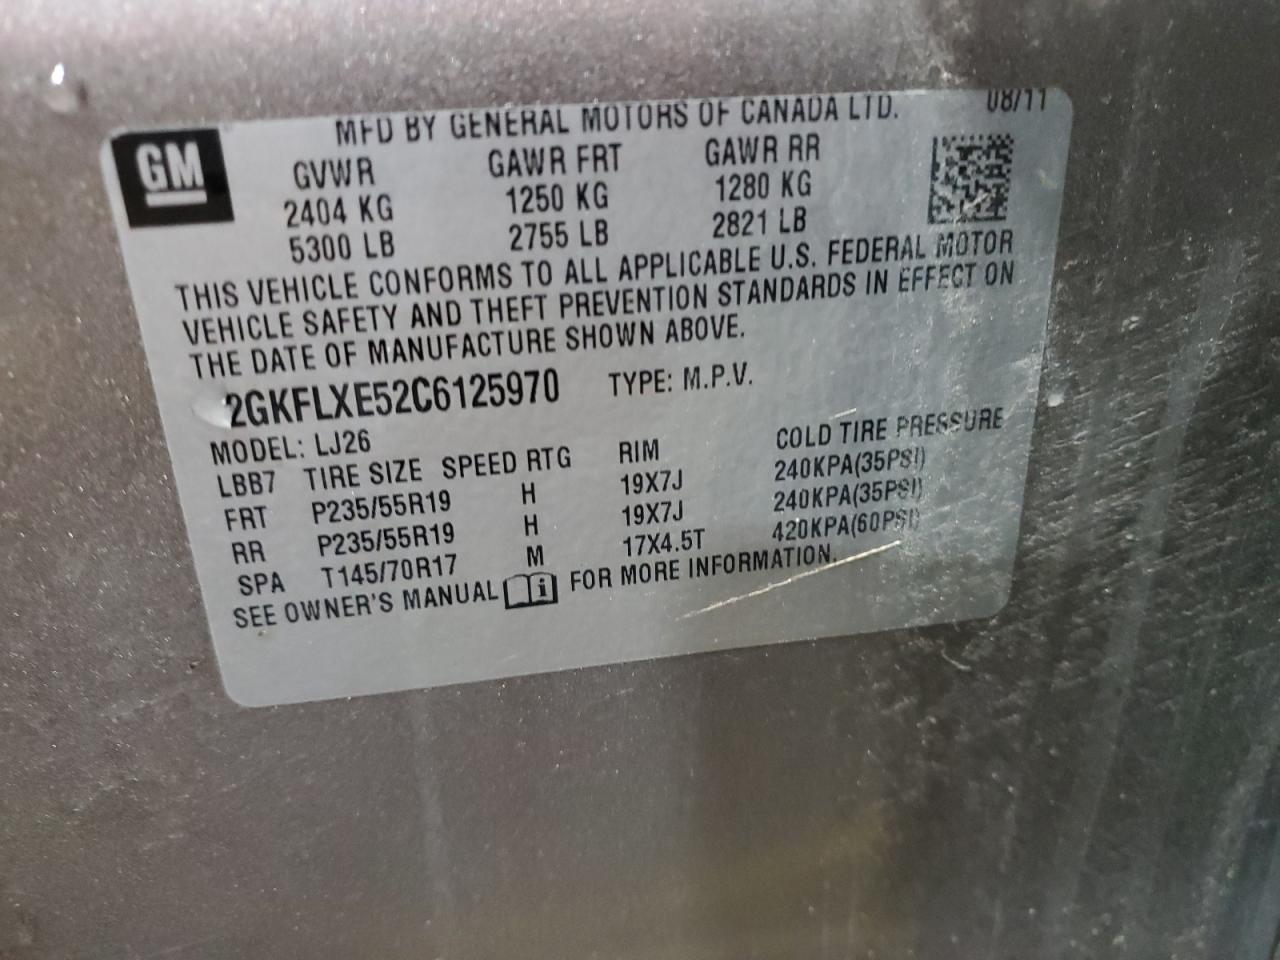 MFD BY GENERAL MOTORS OF CANADA LTD. 08/11
GM
GVWR GAWR FRT GAWR RR
2404 KG 1250 KG 1280 KG
5300 LB 2755 LB 2821 LB
THIS VEHICLE CONFORMS TO ALL APPLICABLE U.S. FEDERAL MOTOR
VEHICLE SAFETY AND THEFT PREVENTION STANDARDS IN EFFECT ON
THE DATE OF MANUFACTURE SHOWN ABOVE.
2GKFLXE52C6125970 TYPE: M.P.V.
MODEL: LJ26
LBB7 TIRE SIZE SPEED RTG RIM COLD TIRE PRESSURE
FRT P235/55R19 H 19X7J 240KPA(35PSI)
RR P235/55R19 H 19X7J 240KPA(35PSI)
SPA T145/70R17 M 17X4.5T 420KPA(60PSI)
SEE OWNER'S MANUAL i FOR MORE INFORMATION.